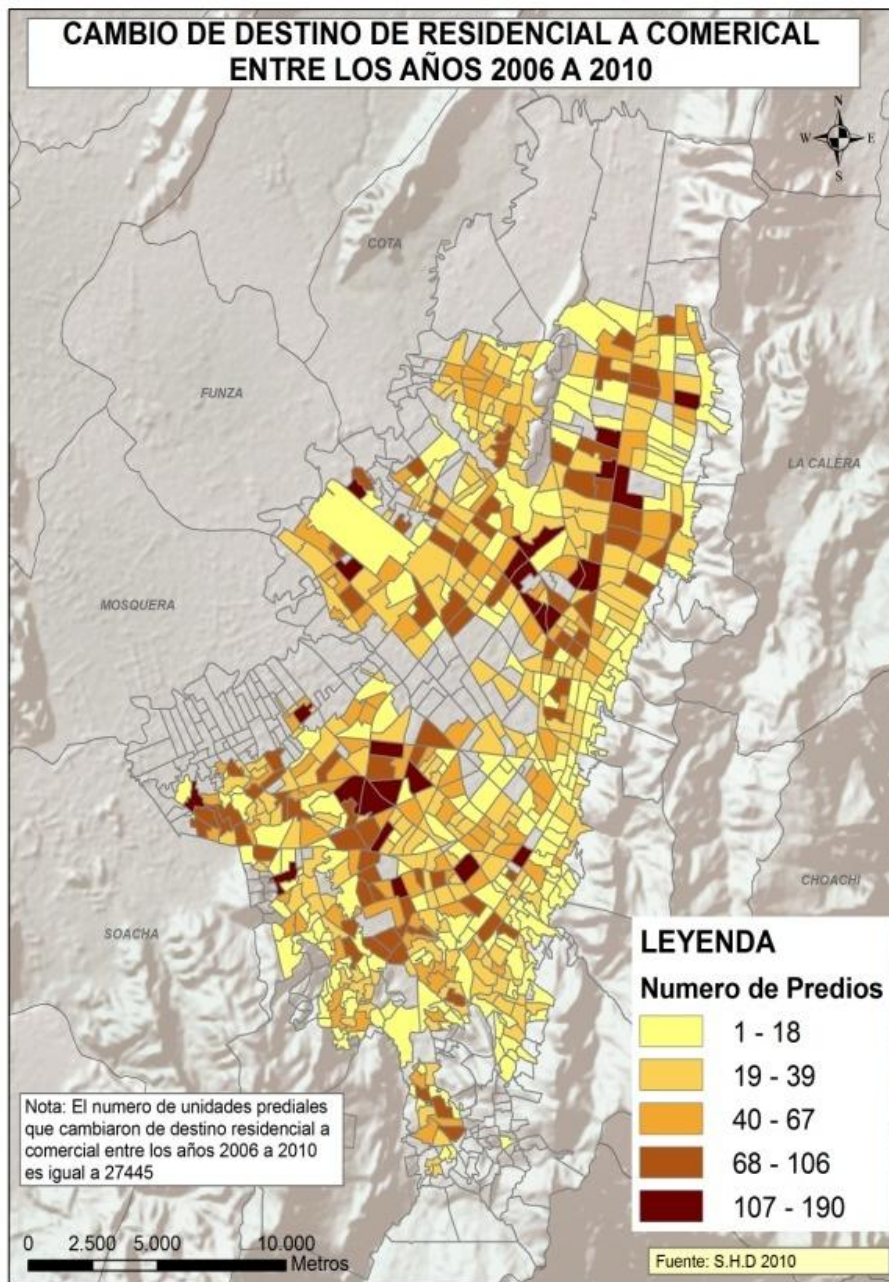 CAMBIO DE DESTINO DE RESIDENCIAL A COMERICAL
ENTRE LOS AÑOS 2006 A 2010
N
W
E
S
COTA
FUNZA
LA CALERA
MOSQUERA
CHOACHI
SOACHA
LEYENDA
Numero de Predios
1 - 18
19 - 39
40 - 67
68 - 106
107 - 190
Nota: El numero de unidades prediales
que cambiaron de destino residencial a
comercial entre los años 2006 a 2010
es igual a 27445
0 2.500 5.000 10.000
Metros
Fuente: S.H.D 2010